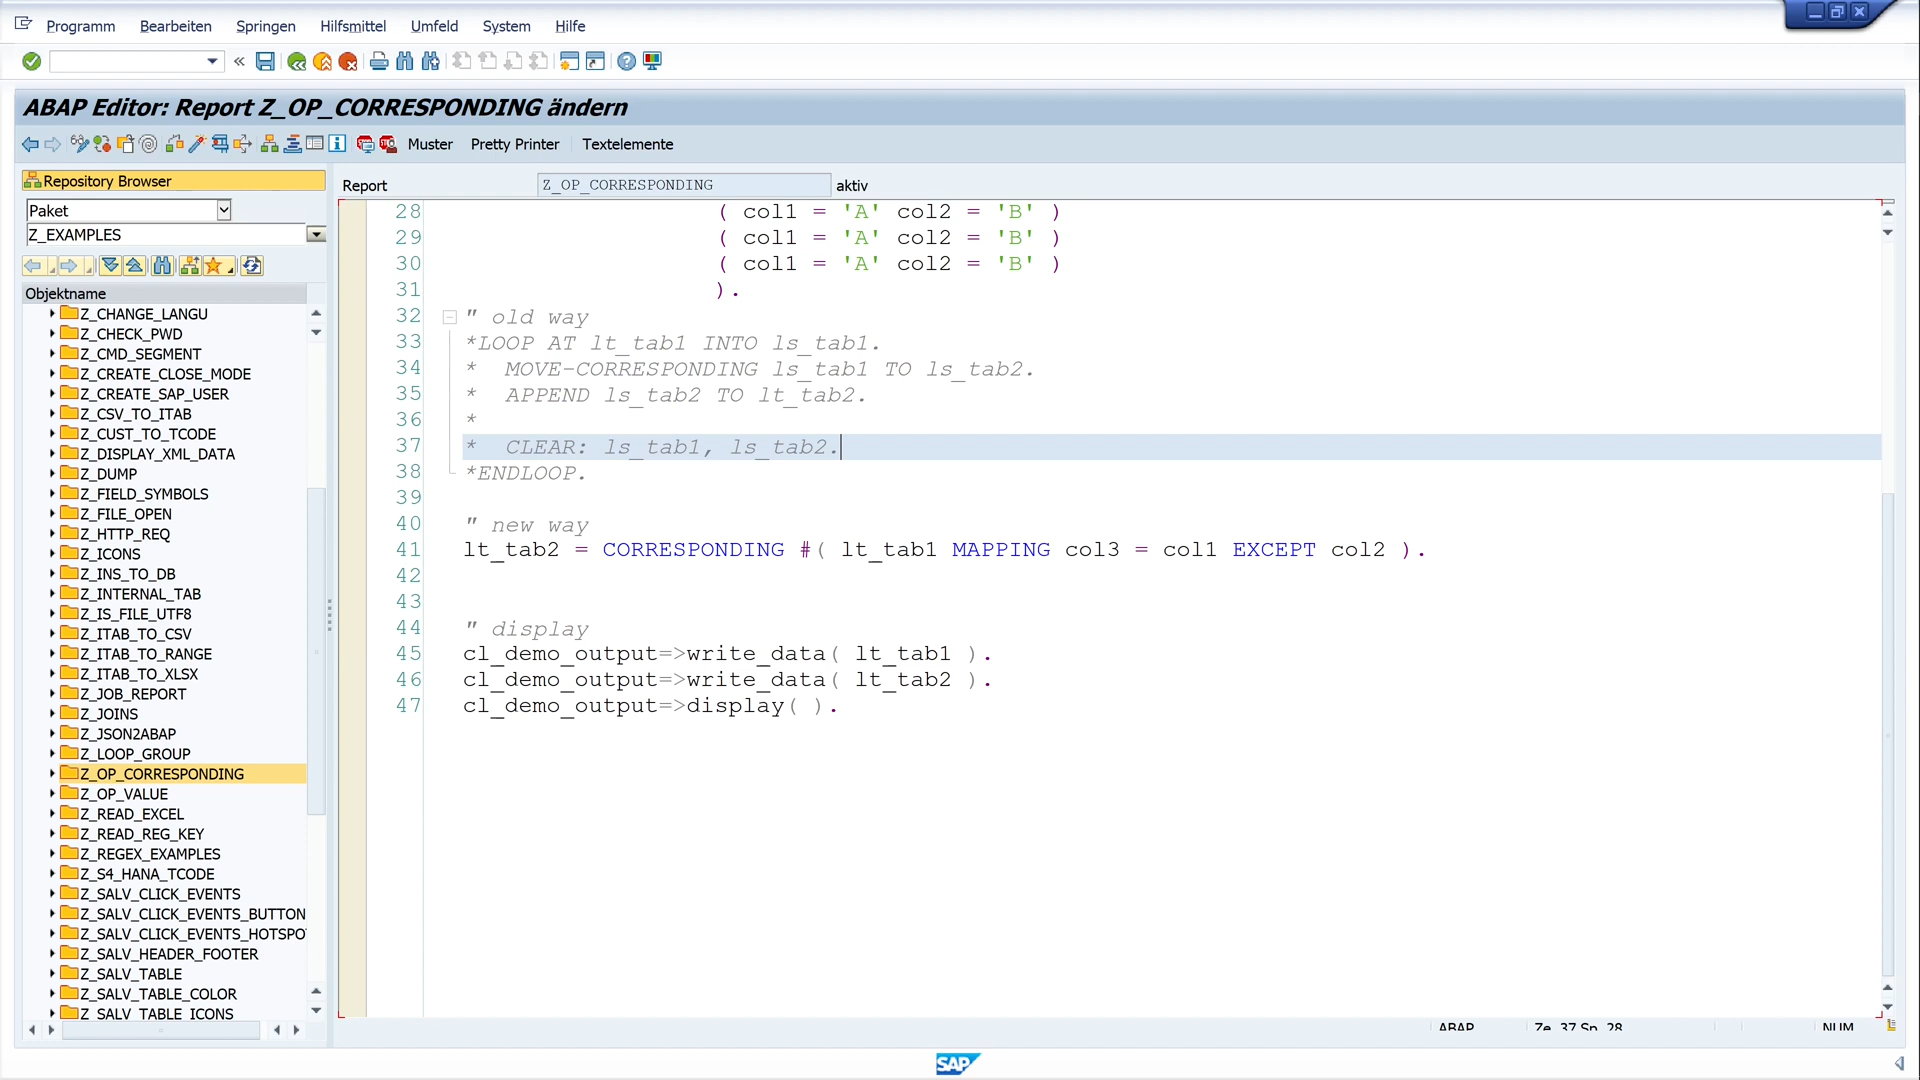 Programm Bearbeiten Springen Hilfsmittel Umfeld System Hilfe
ABAP Editor: Report Z_OP_CORRESPONDING ändern
Muster Pretty Printer Textelemente
Repository Browser
Paket
Z_EXAMPLES
Objektname
Z_CHANGE_LANGU
Z_CHECK_PWD
Z_CMD_SEGMENT
Z_CREATE_CLOSE_MODE
Z_CREATE_SAP_USER
Z_CSV_TO_ITAB
Z_CUST_TO_TCODE
Z_DISPLAY_XML_DATA
Z_DUMP
Z_FIELD_SYMBOLS
Z_FILE_OPEN
Z_HTTP_REQ
Z_ICONS
Z_INS_TO_DB
Z_INTERNAL_TAB
Z_IS_FILE_UTF8
Z_ITAB_TO_CSV
Z_ITAB_TO_RANGE
Z_ITAB_TO_XLSX
Z_JOB_REPORT
Z_JOINS
Z_JSON2ABAP
Z_LOOP_GROUP
Z_OP_CORRESPONDING
Z_OP_VALUE
Z_READ_EXCEL
Z_READ_REG_KEY
Z_REGEX_EXAMPLES
Z_S4_HANA_TCODE
Z_SALV_CLICK_EVENTS
Z_SALV_CLICK_EVENTS_BUTTON
Z_SALV_CLICK_EVENTS_HOTSPO
Z_SALV_HEADER_FOOTER
Z_SALV_TABLE
Z_SALV_TABLE_COLOR
Z_SALV_TABLE_ICONS
Report Z_OP_CORRESPONDING aktiv
28 ( col1 = 'A' col2 = 'B' )
29 ( col1 = 'A' col2 = 'B' )
30 ( col1 = 'A' col2 = 'B' )
31 ).
32 " old way
33 *LOOP AT lt_tab1 INTO ls_tab1.
34 *  MOVE-CORRESPONDING ls_tab1 TO ls_tab2.
35 *  APPEND ls_tab2 TO lt_tab2.
36 *
37 *  CLEAR: ls_tab1, ls_tab2.
38 *ENDLOOP.
39
40 " new way
41 lt_tab2 = CORRESPONDING #( lt_tab1 MAPPING col3 = col1 EXCEPT col2 ).
42
43
44 " display
45 cl_demo_output=>write_data( lt_tab1 ).
46 cl_demo_output=>write_data( lt_tab2 ).
47 cl_demo_output=>display( ).
ABAP Ze 37 Sp 28 NUM
SAP